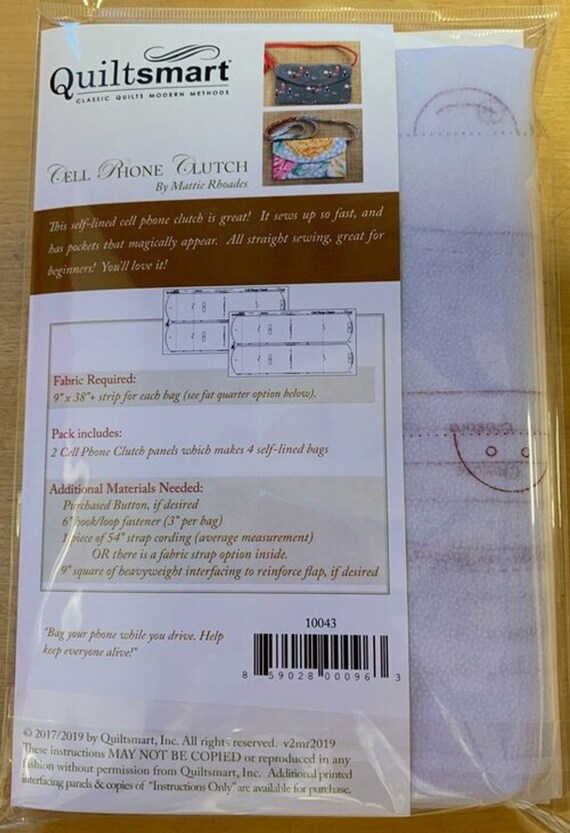 Quiltsmart
CLASSIC QUILTS MODERN METHODS
CELL PHONE CLUTCH
By Mattie Rhoades
This self-lined cell phone clutch is great! It sews up so fast, and
has pockets that magically appear. All straight sewing, great for
beginners! You'll love it!
Fabric Required:
9" x 38"+ strip for each bag (see fat quarter option below).
Pack includes:
2 Cell Phone Clutch panels which makes 4 self-lined bags
Additional Materials Needed:
Purchased Button, if desired
6" hook/loop fastener (3" per bag)
1 piece of 54" strap cording (average measurement)
OR there is a fabric strap option inside.
9" square of heavyweight interfacing to reinforce flap, if desired
"Bag your phone while you drive. Help
keep everyone alive!"
10043
8 59028 00096 3
© 2017/2019 by Quiltsmart, Inc. All rights reserved. v2mr2019
These instructions MAY NOT BE COPIED or reproduced in any
fashion without permission from Quiltsmart, Inc. Additional printed
interfacing panels & copies of "Instructions Only" are available for purchase.